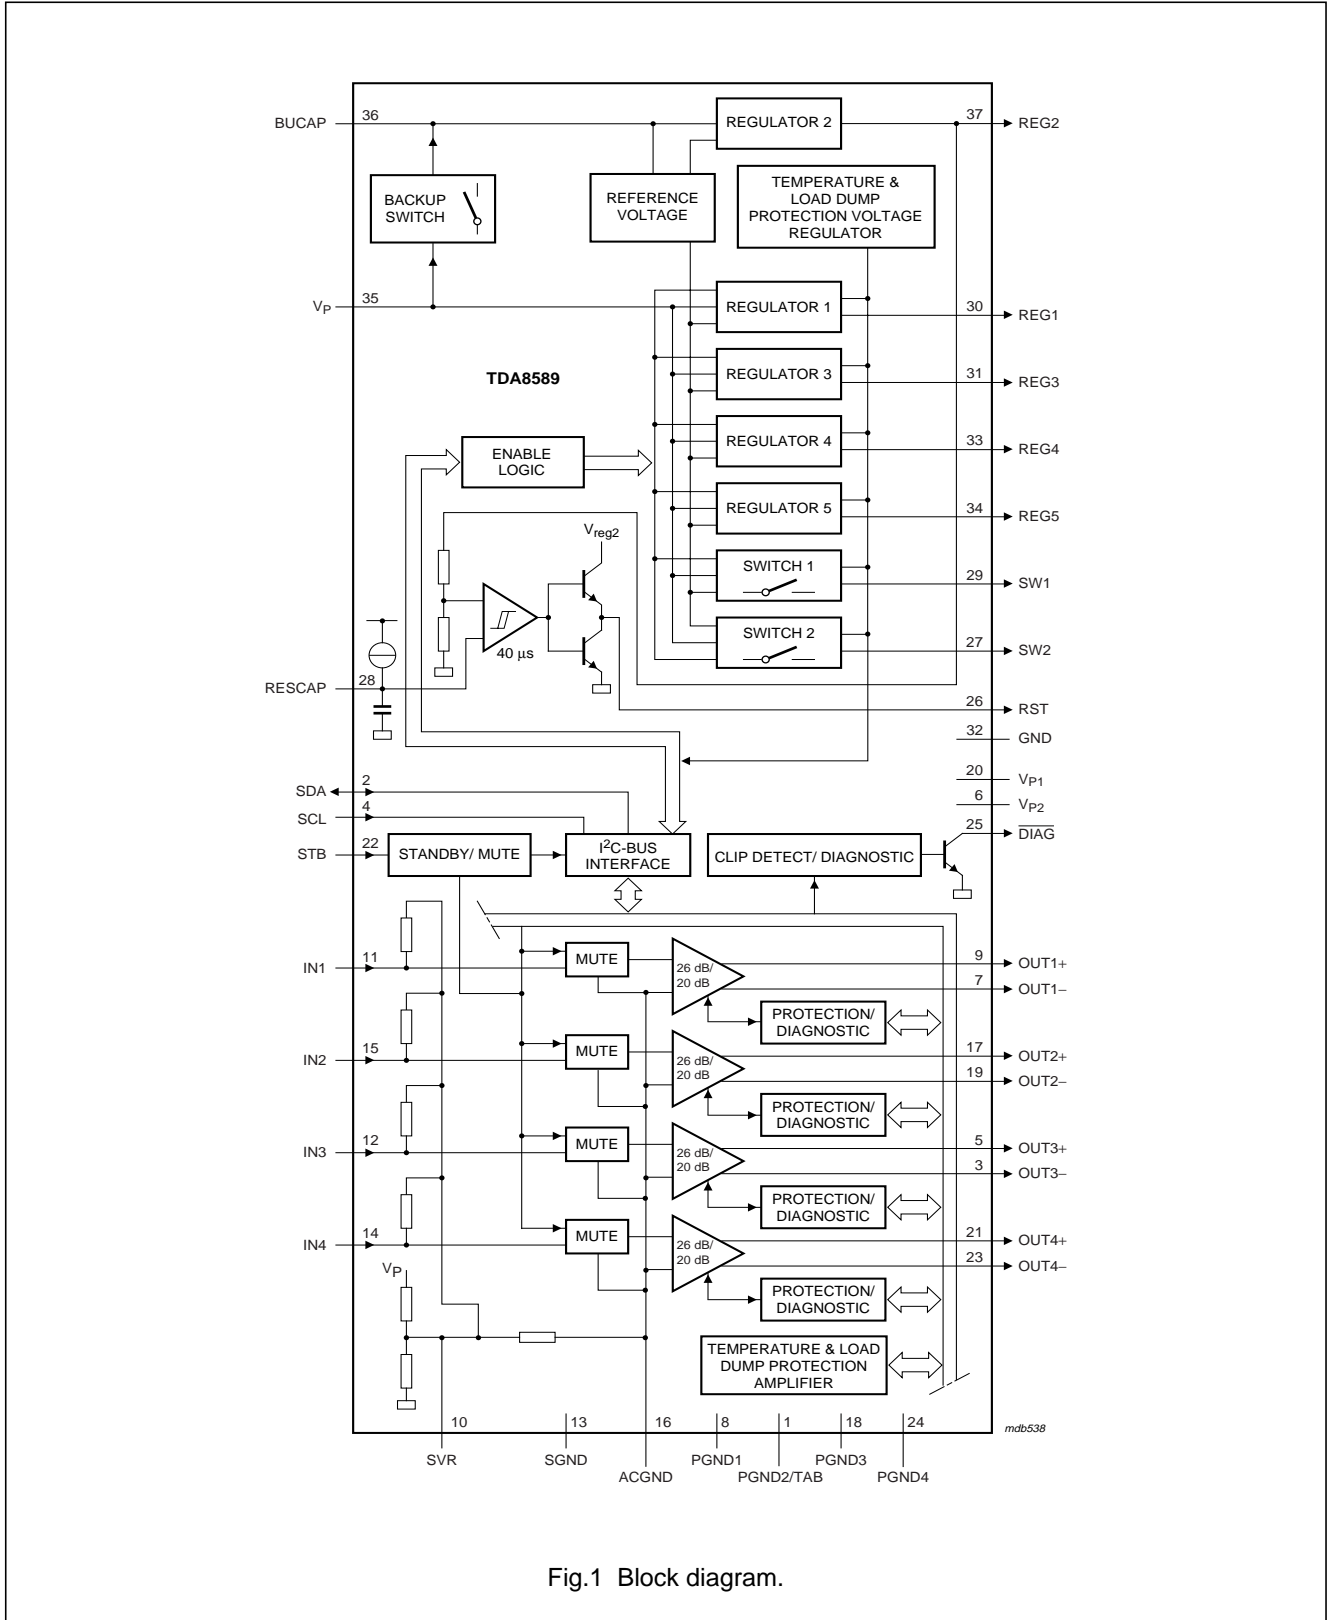 BUCAP 36 REGULATOR 2 37 REG2
BACKUP
SWITCH
REFERENCE
VOLTAGE
TEMPERATURE &
LOAD DUMP
PROTECTION VOLTAGE
REGULATOR
VP 35 REGULATOR 1 30 REG1
TDA8589
REGULATOR 3 31 REG3
REGULATOR 4 33 REG4
ENABLE
LOGIC
REGULATOR 5 34 REG5
Vreg2
SWITCH 1 29 SW1
SWITCH 2 27 SW2
40 µs
RESCAP 28
26 RST
32 GND
20 VP1
6 VP2
SDA 2
SCL 4
25 DIAG
STB 22 STANDBY/ MUTE
I2C-BUS
INTERFACE
CLIP DETECT/ DIAGNOSTIC
IN1 11 MUTE
26 dB/
20 dB
9 OUT1+
7 OUT1−
PROTECTION/
DIAGNOSTIC
IN2 15 MUTE
26 dB/
20 dB
17 OUT2+
19 OUT2−
PROTECTION/
DIAGNOSTIC
IN3 12 MUTE
26 dB/
20 dB
5 OUT3+
3 OUT3−
PROTECTION/
DIAGNOSTIC
IN4 14 MUTE
26 dB/
20 dB
21 OUT4+
23 OUT4−
PROTECTION/
DIAGNOSTIC
VP
TEMPERATURE & LOAD
DUMP PROTECTION
AMPLIFIER
10 13 16 8 1 18 24
mdb538
SVR SGND ACGND PGND1 PGND2/TAB PGND3 PGND4
Fig.1 Block diagram.